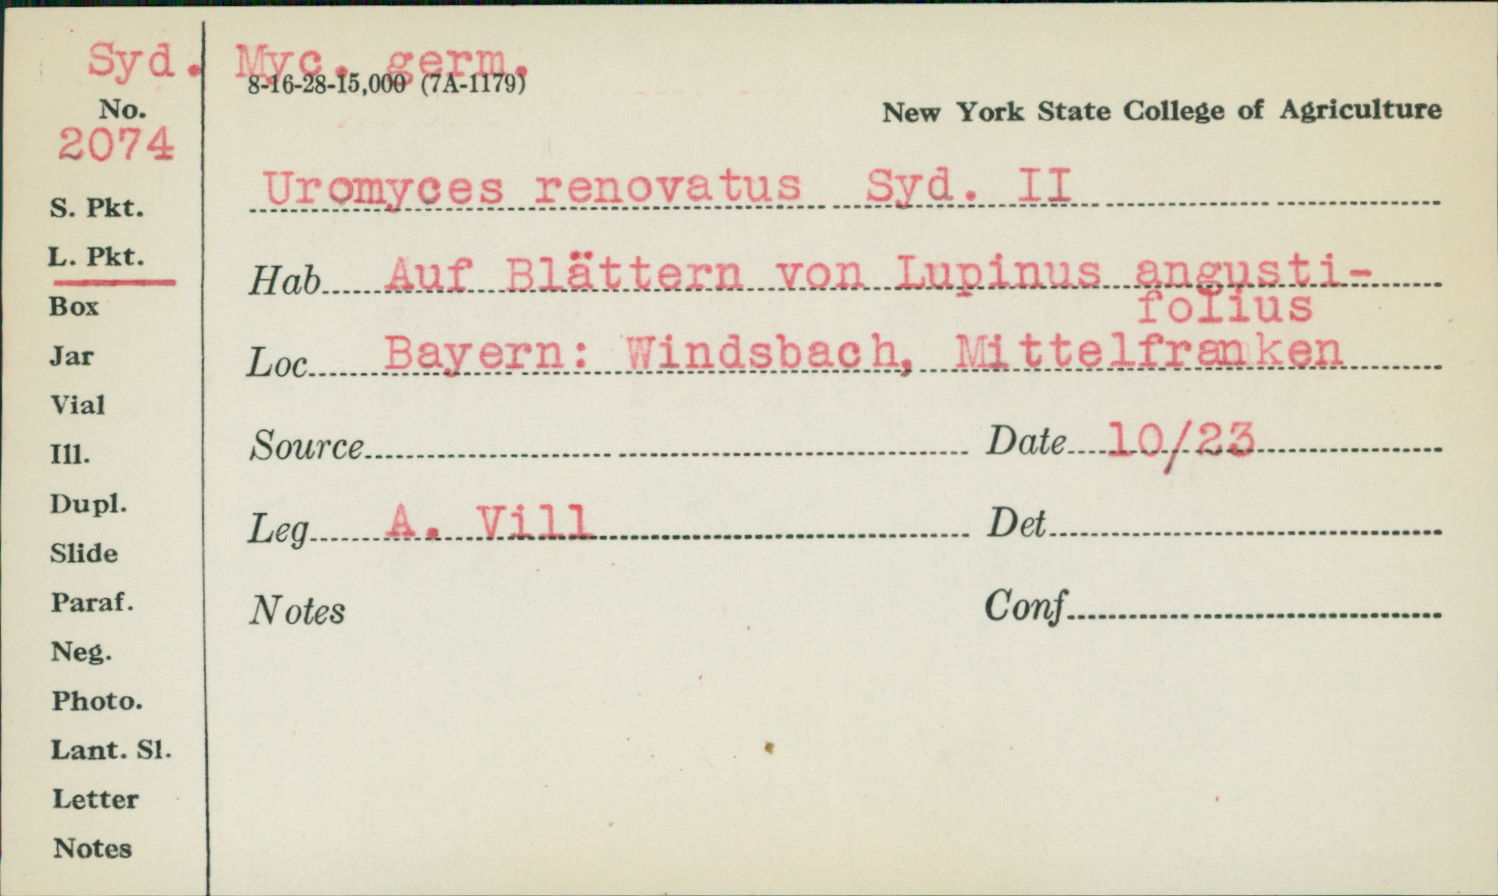 Syd. Myc. germ.
8-16-28-15,000 (7A-1179)
No.
2074
New York State College of Agriculture
Uromyces renovatus Syd. II
S. Pkt.
L. Pkt.
Box
Jar
Vial
Ill.
Dupl.
Slide
Paraf.
Neg.
Photo.
Lant. Sl.
Letter
Notes
Hab. Auf Blättern von Lupinus angusti-
folius
Loc. Bayern: Windsbach, Mittelfranken
Source
Date 10/23
Leg. A. Vill
Det.
Notes
Conf.